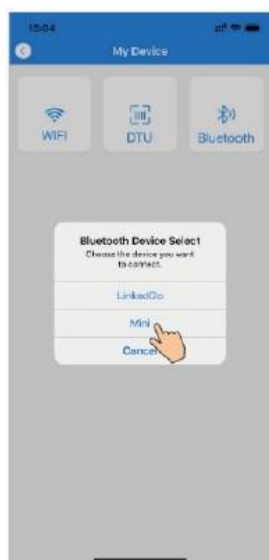 15:04
My Device
WIFI
DTU
Bluetooth
Bluetooth Device Select
Choose the device you want
to connect.
LinkedGo
Mini
Cancel